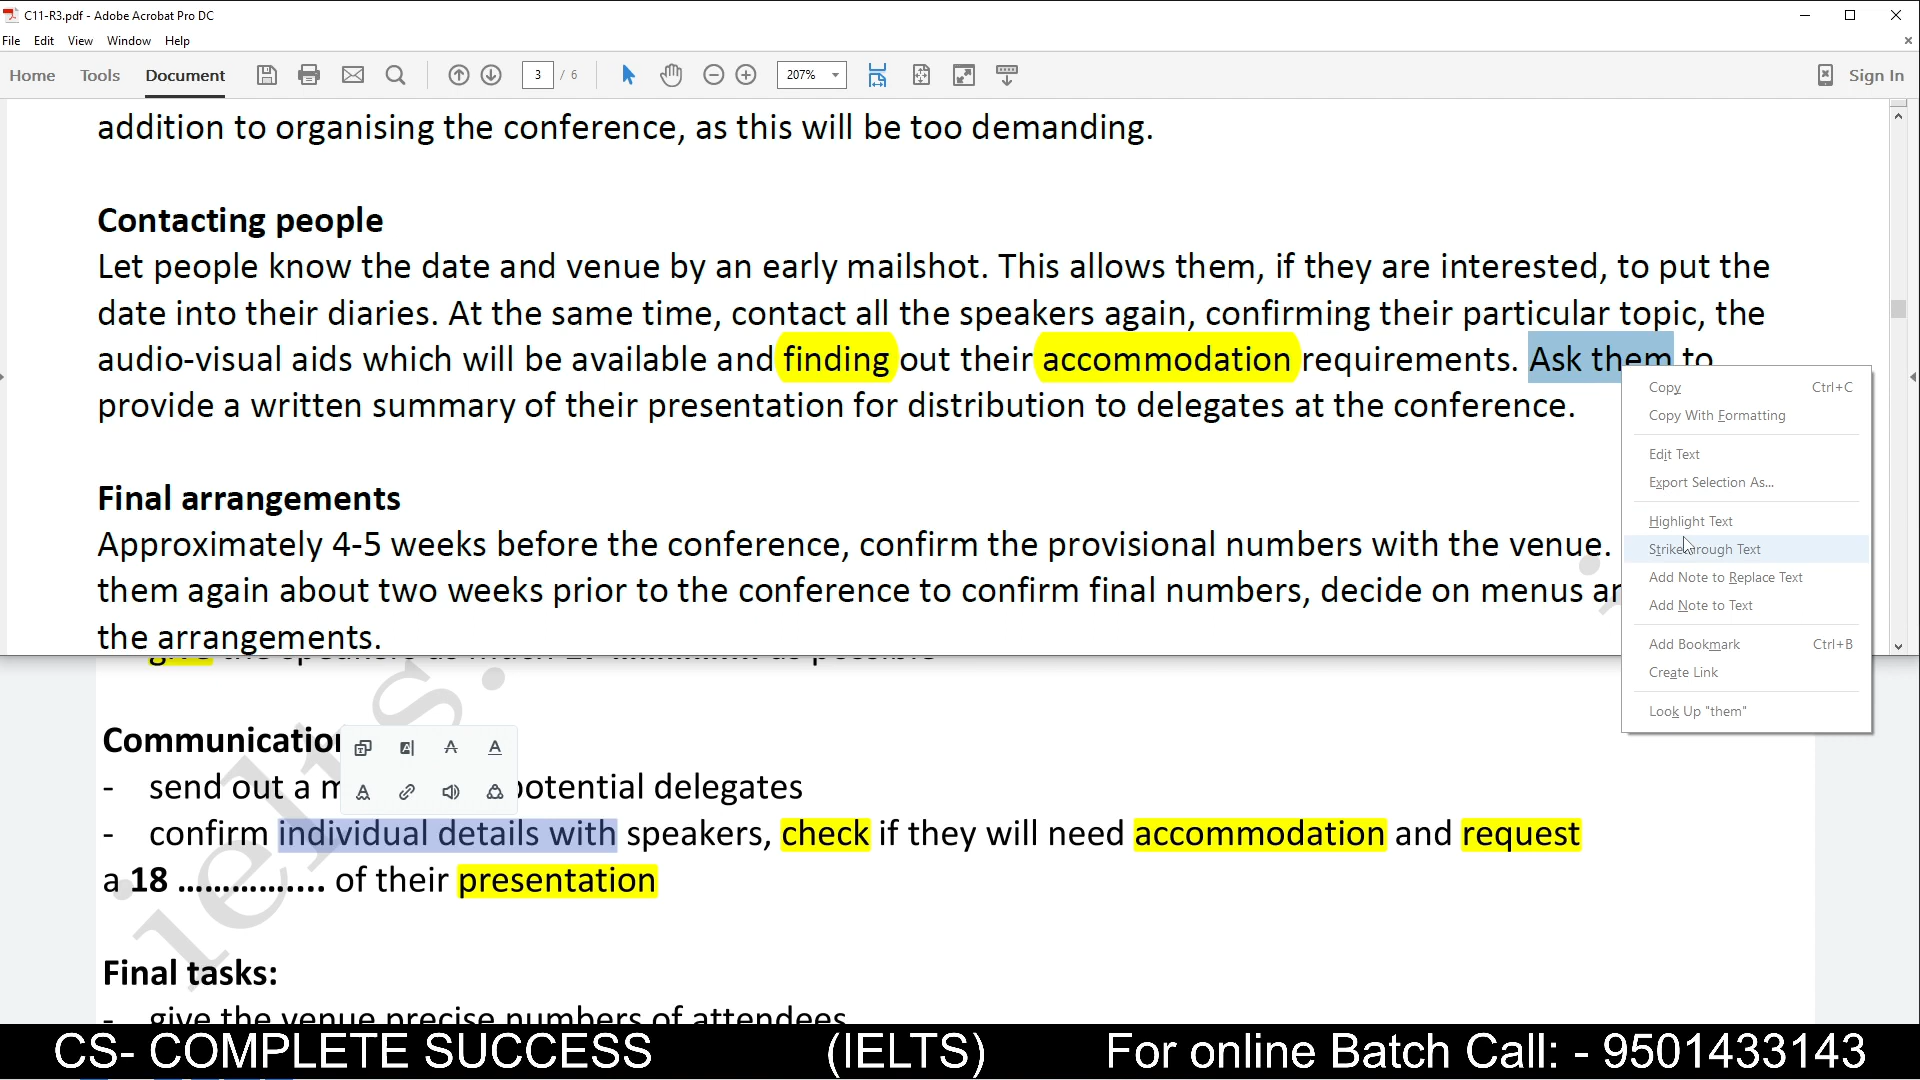 C11-R3.pdf - Adobe Acrobat Pro DC
File Edit View Window Help
Home Tools Document 3 / 6 207% Sign In
addition to organising the conference, as this will be too demanding.
Contacting people
Let people know the date and venue by an early mailshot. This allows them, if they are interested, to put the
date into their diaries. At the same time, contact all the speakers again, confirming their particular topic, the
audio-visual aids which will be available and finding out their accommodation requirements. Ask them to
provide a written summary of their presentation for distribution to delegates at the conference.
Final arrangements
Approximately 4-5 weeks before the conference, confirm the provisional numbers with the venue.
them again about two weeks prior to the conference to confirm final numbers, decide on menus
the arrangements.
Copy Ctrl+C
Copy With Formatting
Edit Text
Export Selection As...
Highlight Text
Strikethrough Text
Add Note to Replace Text
Add Note to Text
Add Bookmark Ctrl+B
Create Link
Look Up "them"
Communication
- send out a potential delegates
- confirm individual details with speakers, check if they will need accommodation and request
a 18 ................ of their presentation
Final tasks:
- give the venue precise numbers of attendees
ielts.
CS- COMPLETE SUCCESS (IELTS) For online Batch Call: - 9501433143